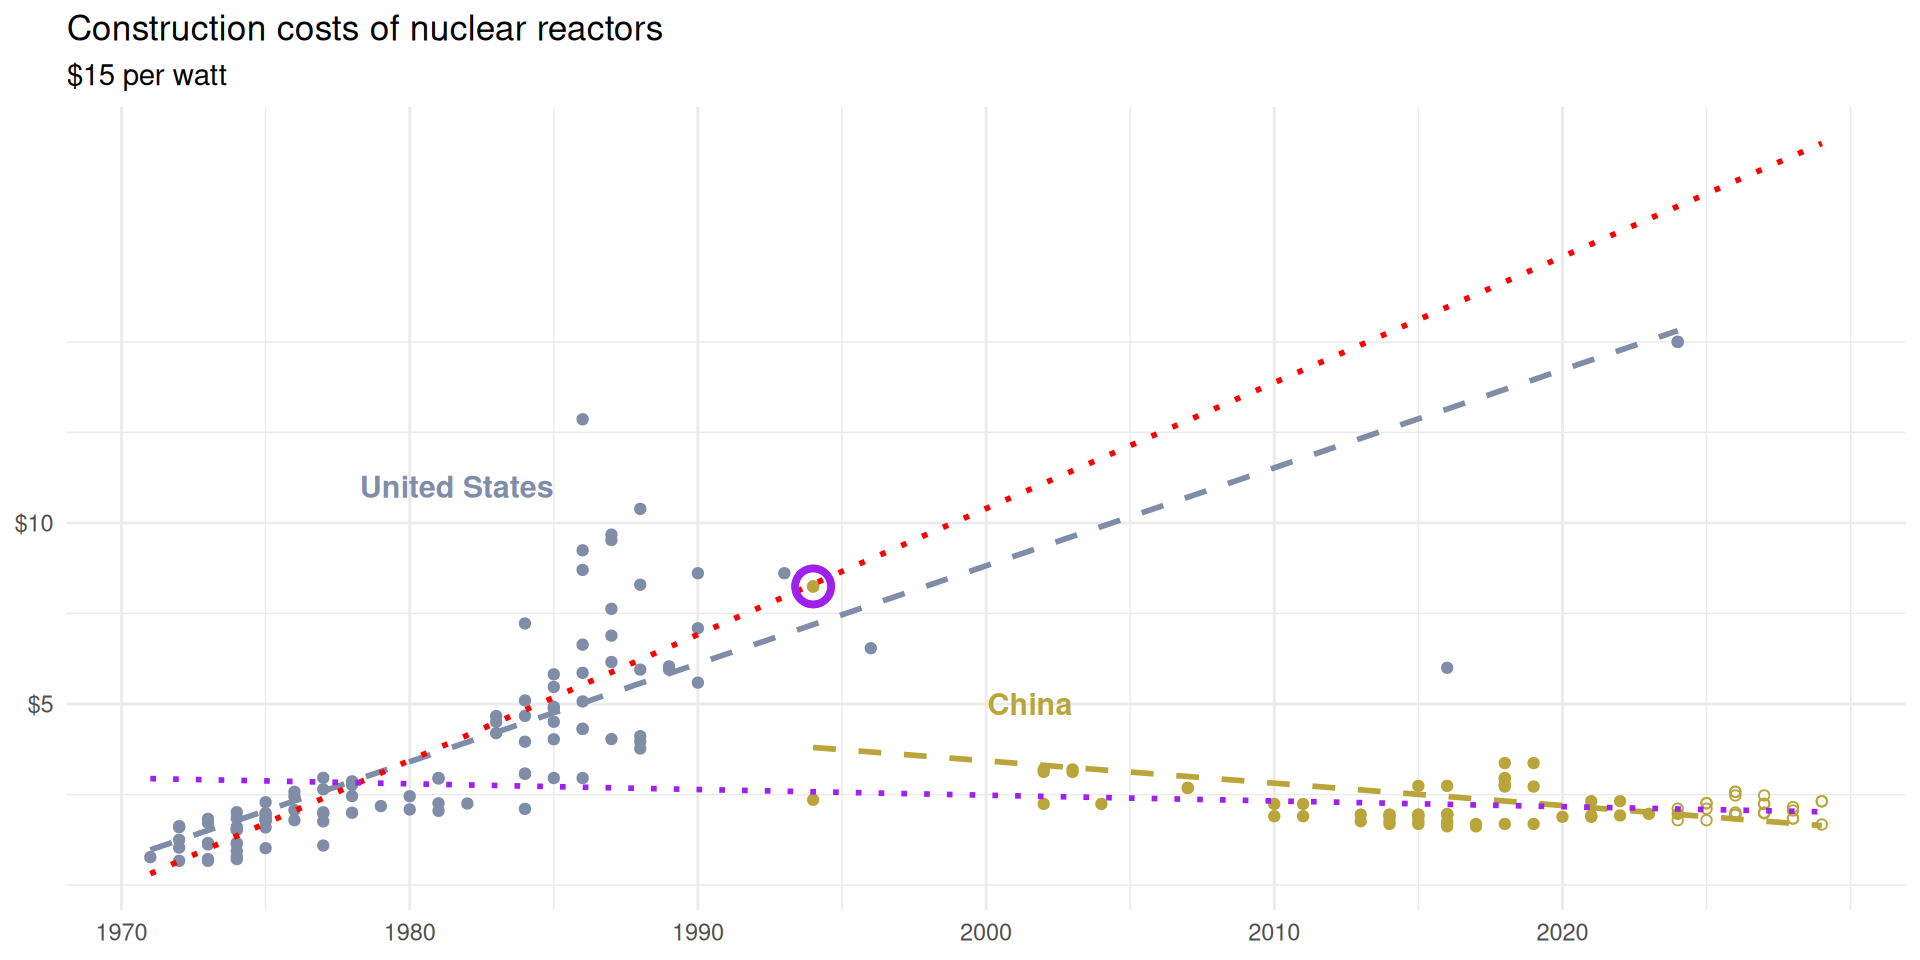 Construction costs of nuclear reactors
$15 per watt
United States
$10
$5
China
1970 1980 1990 2000 2010 2020